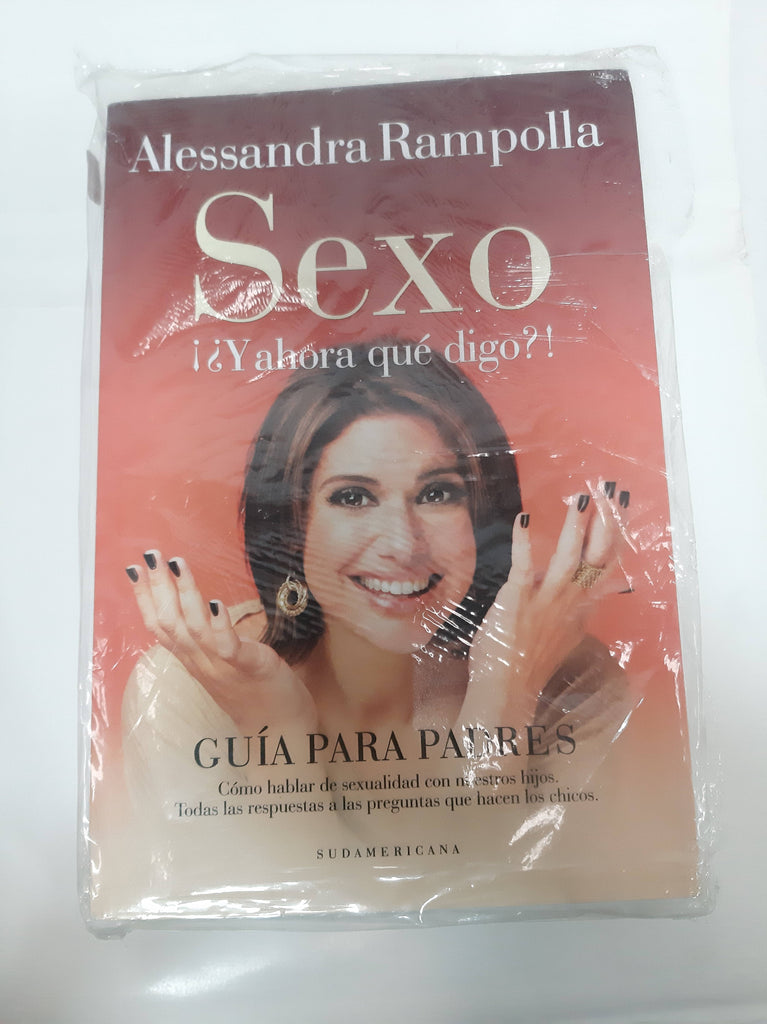 Alessandra Rampolla
Sexo
¡¿Y ahora qué digo?!
GUÍA PARA PADRES
Cómo hablar de sexualidad con nuestros hijos.
Todas las respuestas a las preguntas que hacen los chicos.
SUDAMERICANA